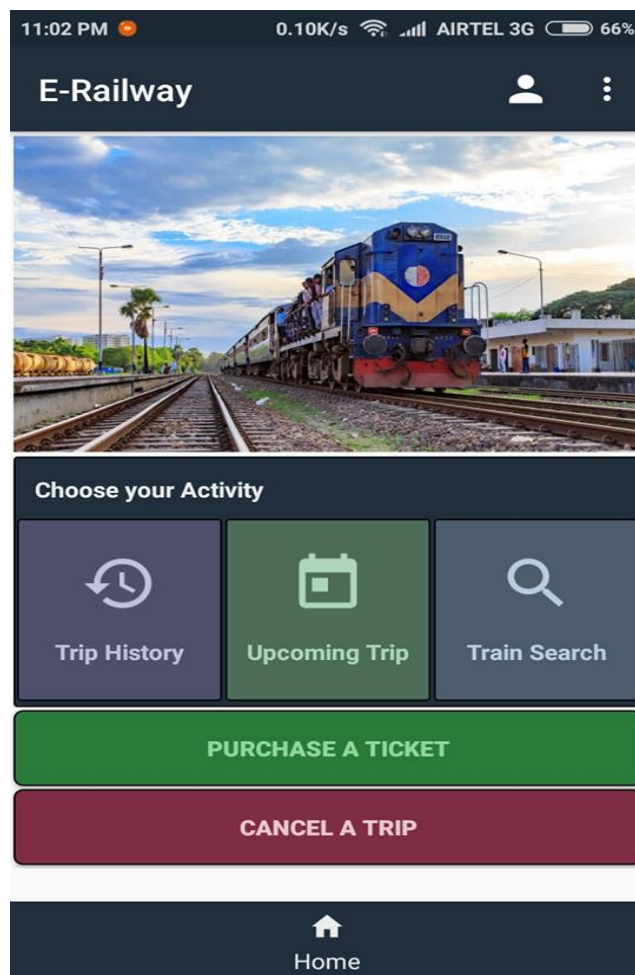 11:02 PM 0.10K/s AIRTEL 3G 66%
E-Railway
Choose your Activity
Trip History Upcoming Trip Train Search
PURCHASE A TICKET
CANCEL A TRIP
Home